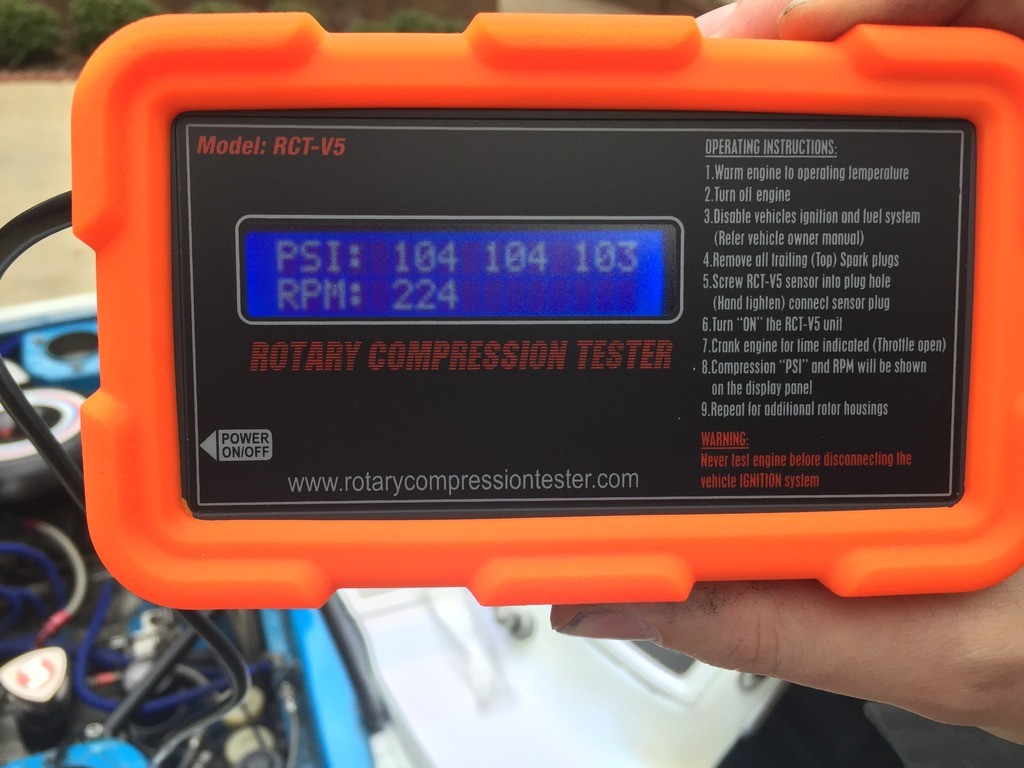 Model: RCT-V5
PSI: 104 104 103
RPM: 224
ROTARY COMPRESSION TESTER
POWER
ON/OFF
www.rotarycompressiontester.com
OPERATING INSTRUCTIONS:
1.Warm engine to operating temperature
2.Turn off engine
3.Disable vehicles ignition and fuel system
(Refer vehicle owner manual)
4.Remove all trailing (Top) Spark plugs
5.Screw RCT-V5 sensor into plug hole
(Hand tighten) connect sensor plug
6.Turn "ON" the RCT-V5 unit
7.Crank engine for time indicated (Throttle open)
8.Compression "PSI" and RPM will be shown
on the display panel
9.Repeat for additional rotor housings
WARNING:
Never test engine before disconnecting the
vehicle IGNITION system